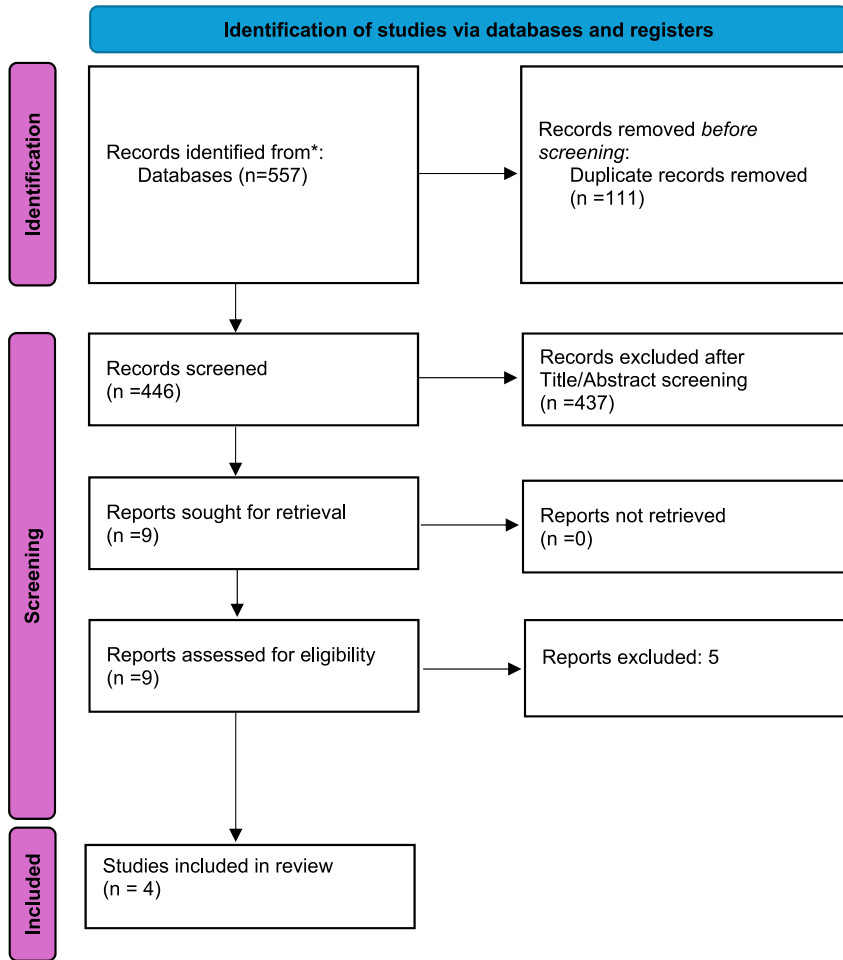 Identification of studies via databases and registers
Identification
Records identified from*:
Databases (n=557)
Records removed before
screening:
Duplicate records removed
(n =111)
Screening
Records screened
(n =446)
Records excluded after
Title/Abstract screening
(n =437)
Reports sought for retrieval
(n =9)
Reports not retrieved
(n =0)
Reports assessed for eligibility
(n =9)
Reports excluded: 5
Included
Studies included in review
(n = 4)